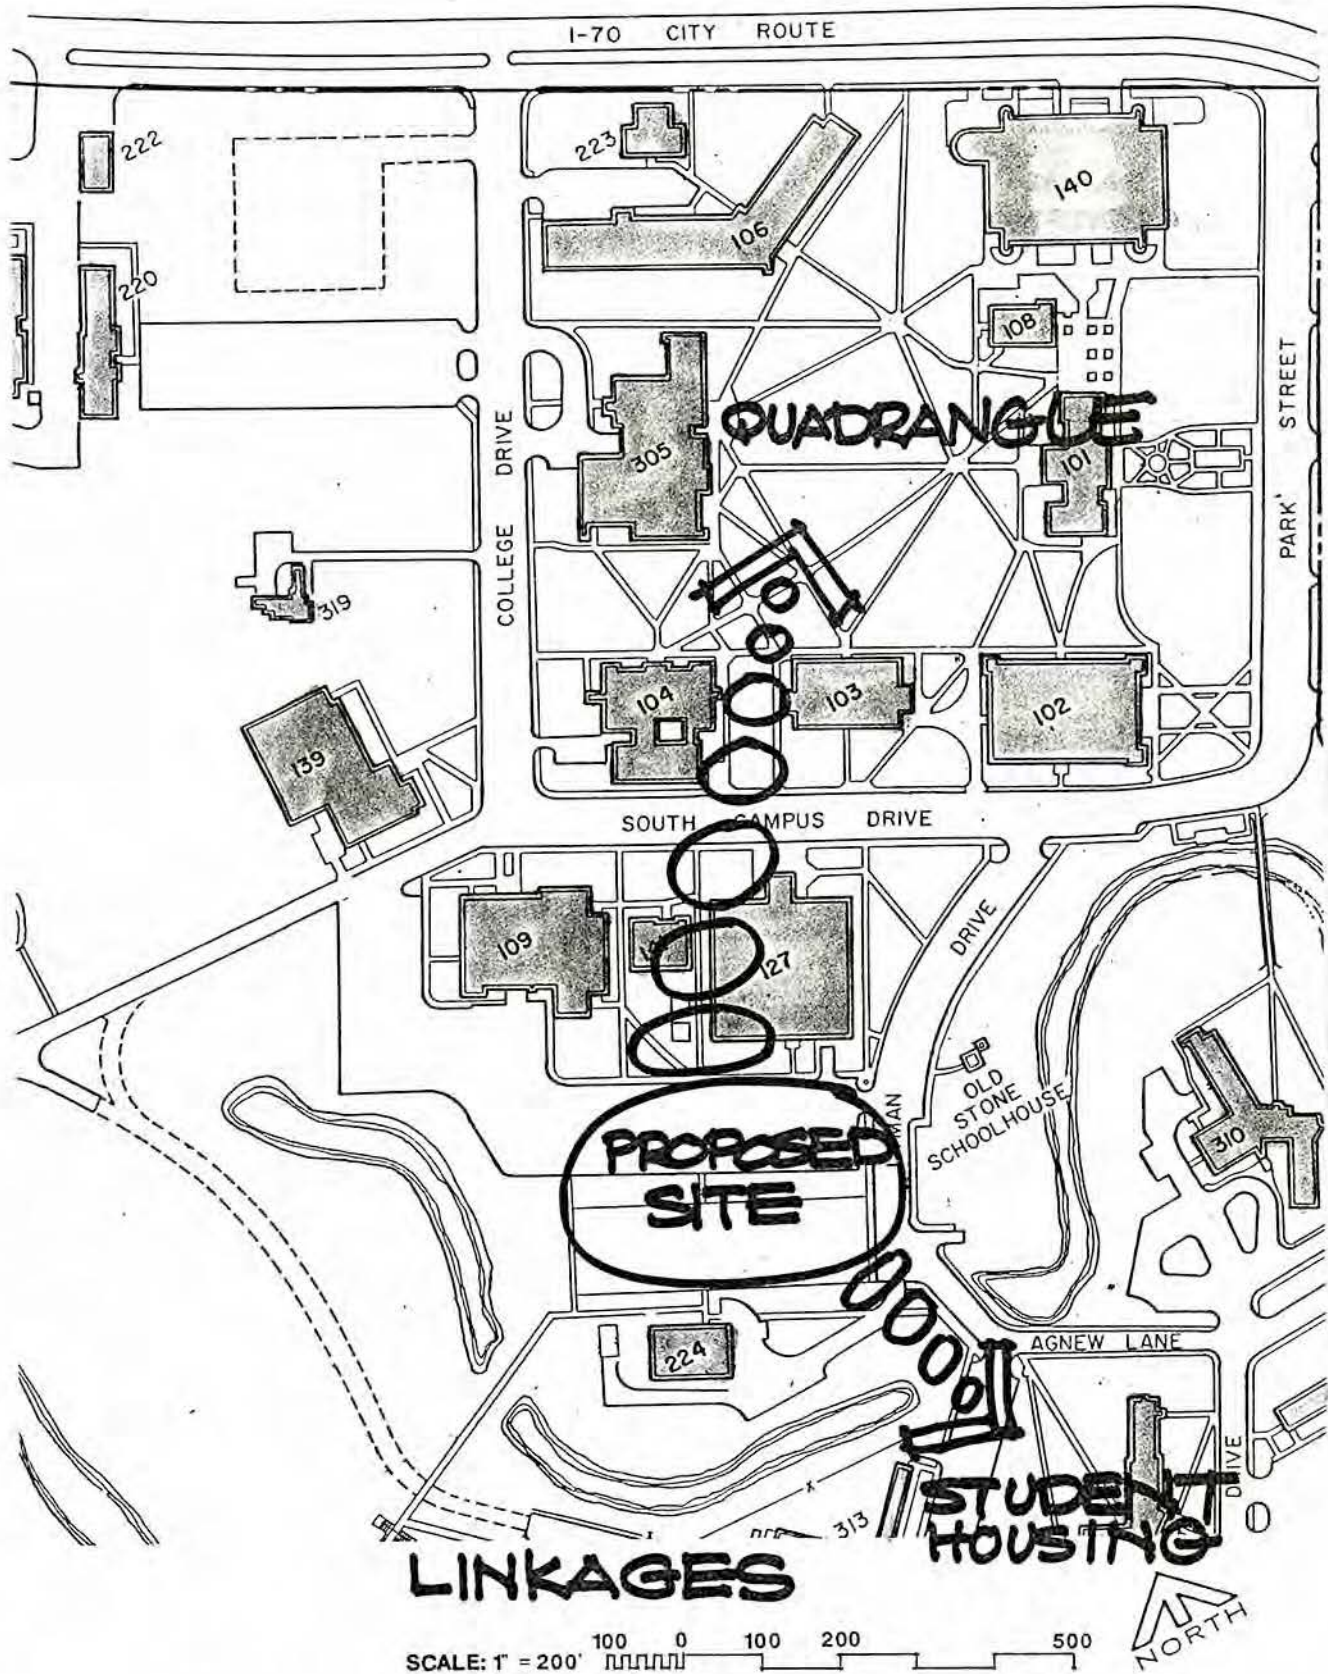 I-70 CITY ROUTE
222
223
140
106
220
108
STREET
QUADRANGLE
COLLEGE DRIVE
305
101
PARK
319
104
103
102
139
SOUTH CAMPUS DRIVE
DRIVE
109
127
OLD
STONE
SCHOOLHOUSE
MAN
310
PROPOSED
SITE
224
AGNEW LANE
DRIVE
313
STUDENT
HOUSING
LINKAGES
NORTH
100 0 100 200 500
SCALE: 1" = 200'